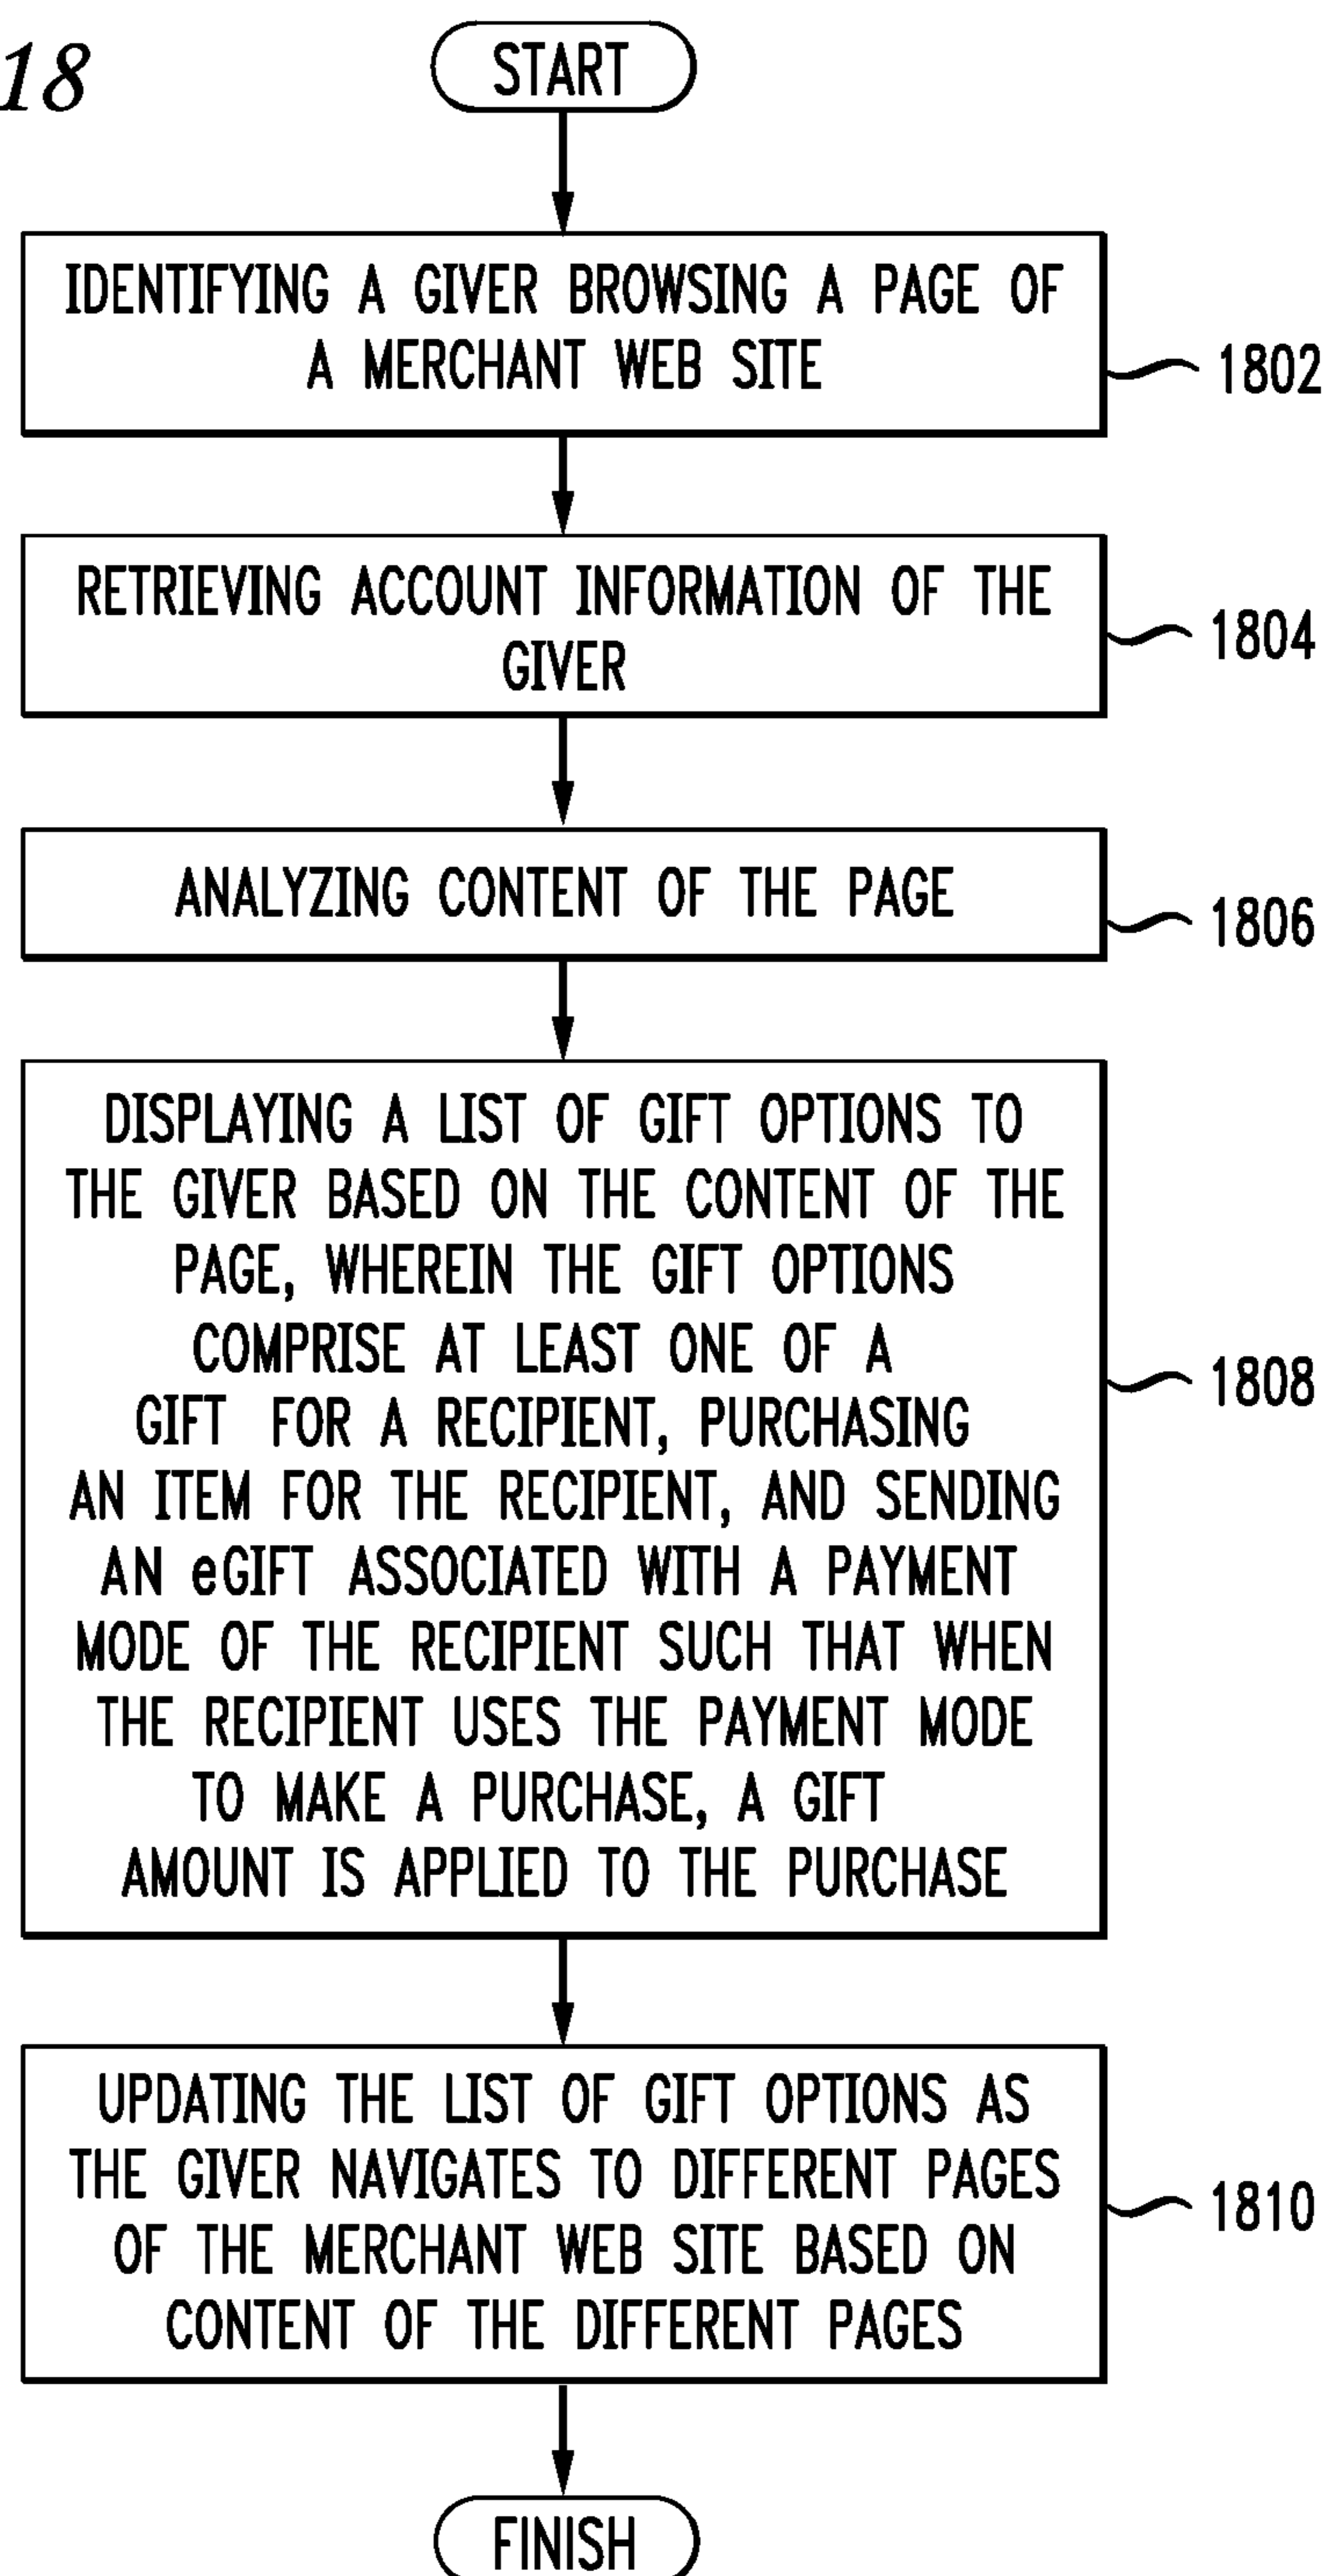 18
START
IDENTIFYING A GIVER BROWSING A PAGE OF
A MERCHANT WEB SITE
1802
RETRIEVING ACCOUNT INFORMATION OF THE
GIVER
1804
ANALYZING CONTENT OF THE PAGE
1806
DISPLAYING A LIST OF GIFT OPTIONS TO
THE GIVER BASED ON THE CONTENT OF THE
PAGE, WHEREIN THE GIFT OPTIONS
COMPRISE AT LEAST ONE OF A
GIFT FOR A RECIPIENT, PURCHASING
AN ITEM FOR THE RECIPIENT, AND SENDING
AN eGIFT ASSOCIATED WITH A PAYMENT
MODE OF THE RECIPIENT SUCH THAT WHEN
THE RECIPIENT USES THE PAYMENT MODE
TO MAKE A PURCHASE, A GIFT
AMOUNT IS APPLIED TO THE PURCHASE
1808
UPDATING THE LIST OF GIFT OPTIONS AS
THE GIVER NAVIGATES TO DIFFERENT PAGES
OF THE MERCHANT WEB SITE BASED ON
CONTENT OF THE DIFFERENT PAGES
1810
FINISH